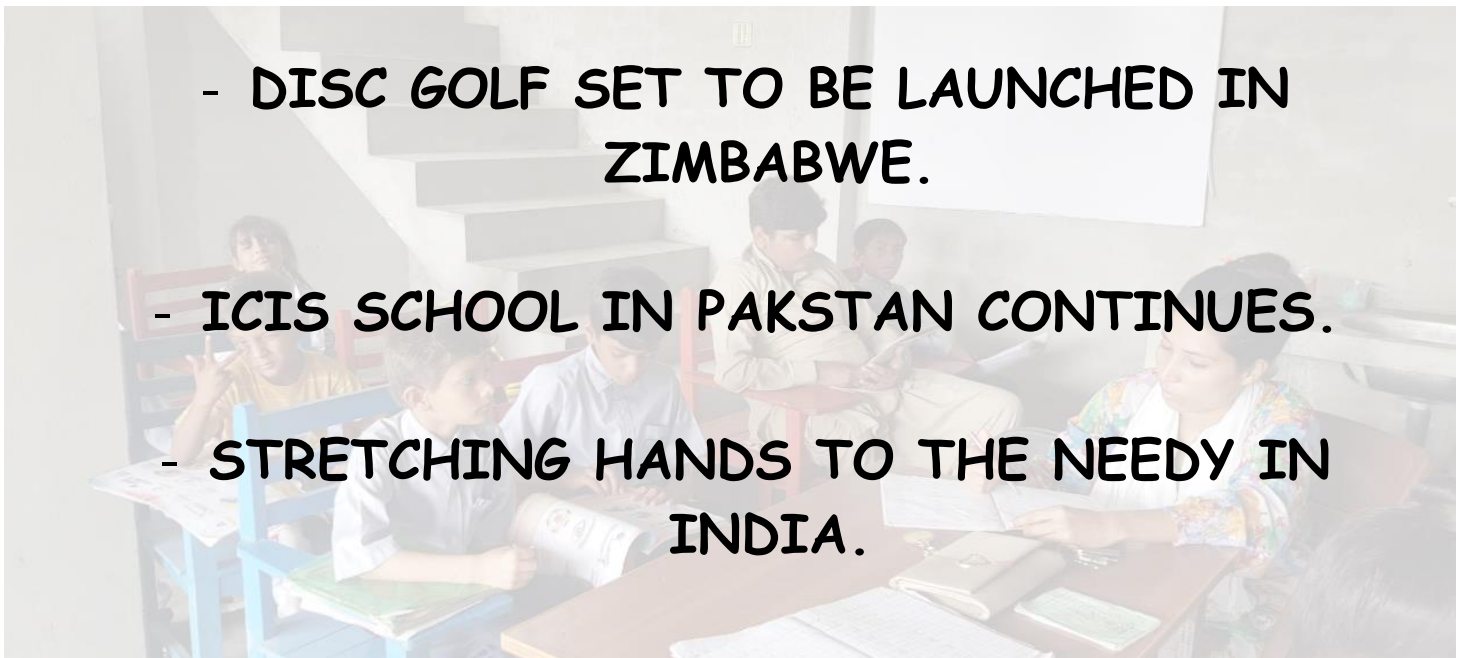 - DISC GOLF SET TO BE LAUNCHED IN
ZIMBABWE.
- ICIS SCHOOL IN PAKSTAN CONTINUES.
- STRETCHING HANDS TO THE NEEDY IN
INDIA.